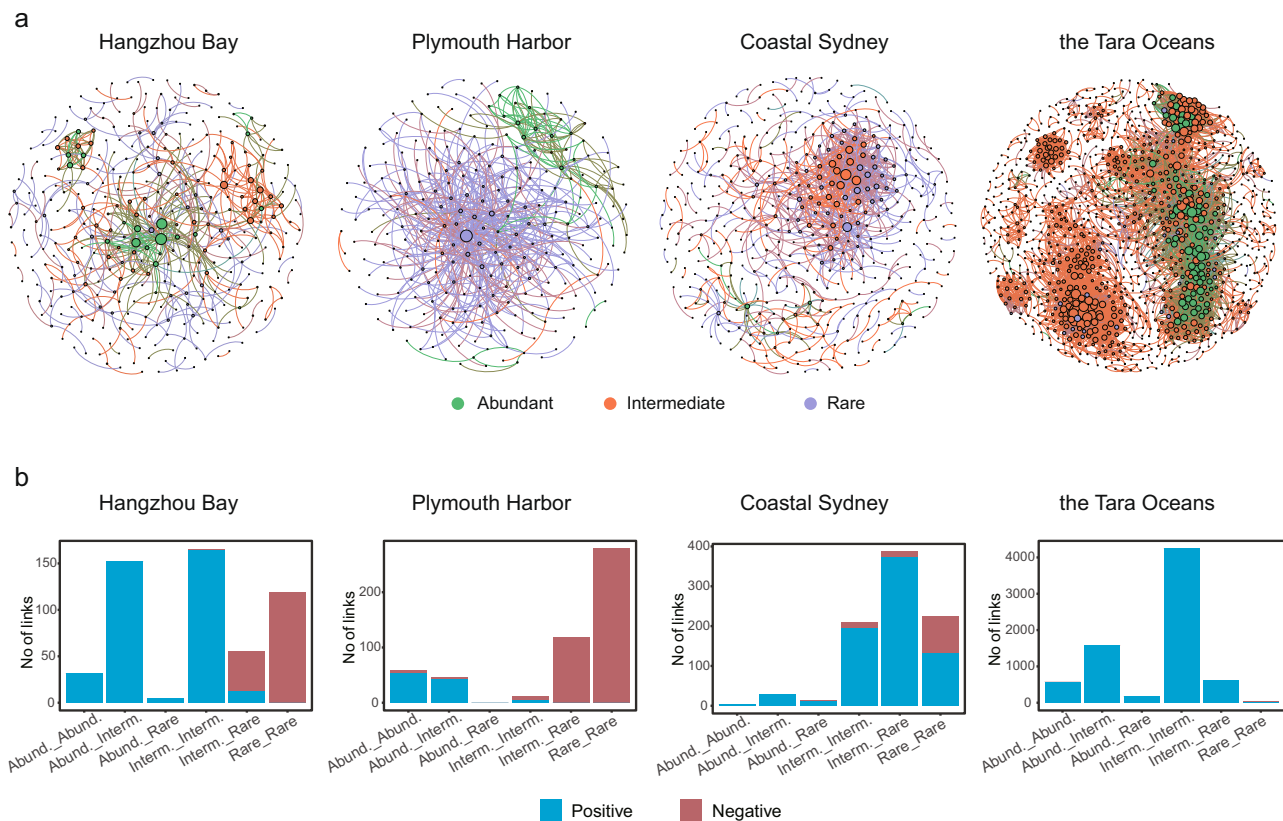 a
Hangzhou Bay
Plymouth Harbor
Coastal Sydney
the Tara Oceans
Abundant
Intermediate
Rare
b
Hangzhou Bay
Plymouth Harbor
Coastal Sydney
the Tara Oceans
No of links
150
100
50
0
Abund._Abund.
Abund._Interm.
Abund._Rare
Interm._Interm.
Interm._Rare
Rare_Rare
No of links
200
100
0
Abund._Abund.
Abund._Interm.
Abund._Rare
Interm._Interm.
Interm._Rare
Rare_Rare
No of links
400
300
200
100
0
Abund._Abund.
Abund._Interm.
Abund._Rare
Interm._Interm.
Interm._Rare
Rare_Rare
No of links
4000
3000
2000
1000
0
Abund._Abund.
Abund._Interm.
Abund._Rare
Interm._Interm.
Interm._Rare
Rare_Rare
Positive
Negative